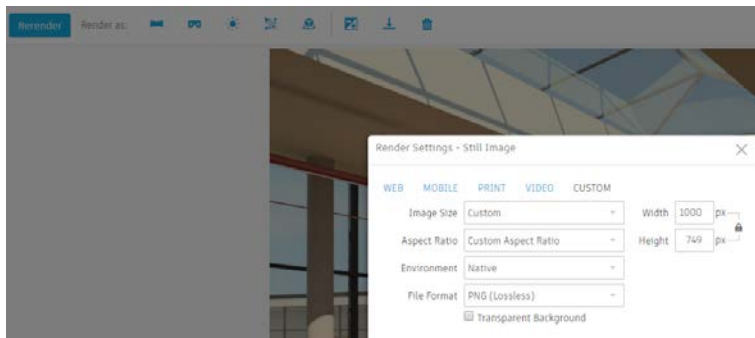 Rerender Render as:
Render Settings - Still Image
WEB MOBILE PRINT VIDEO CUSTOM
Image Size Custom Width 1000 px
Aspect Ratio Custom Aspect Ratio Height 749 px
Environment Native
File Format PNG (Lossless)
Transparent Background